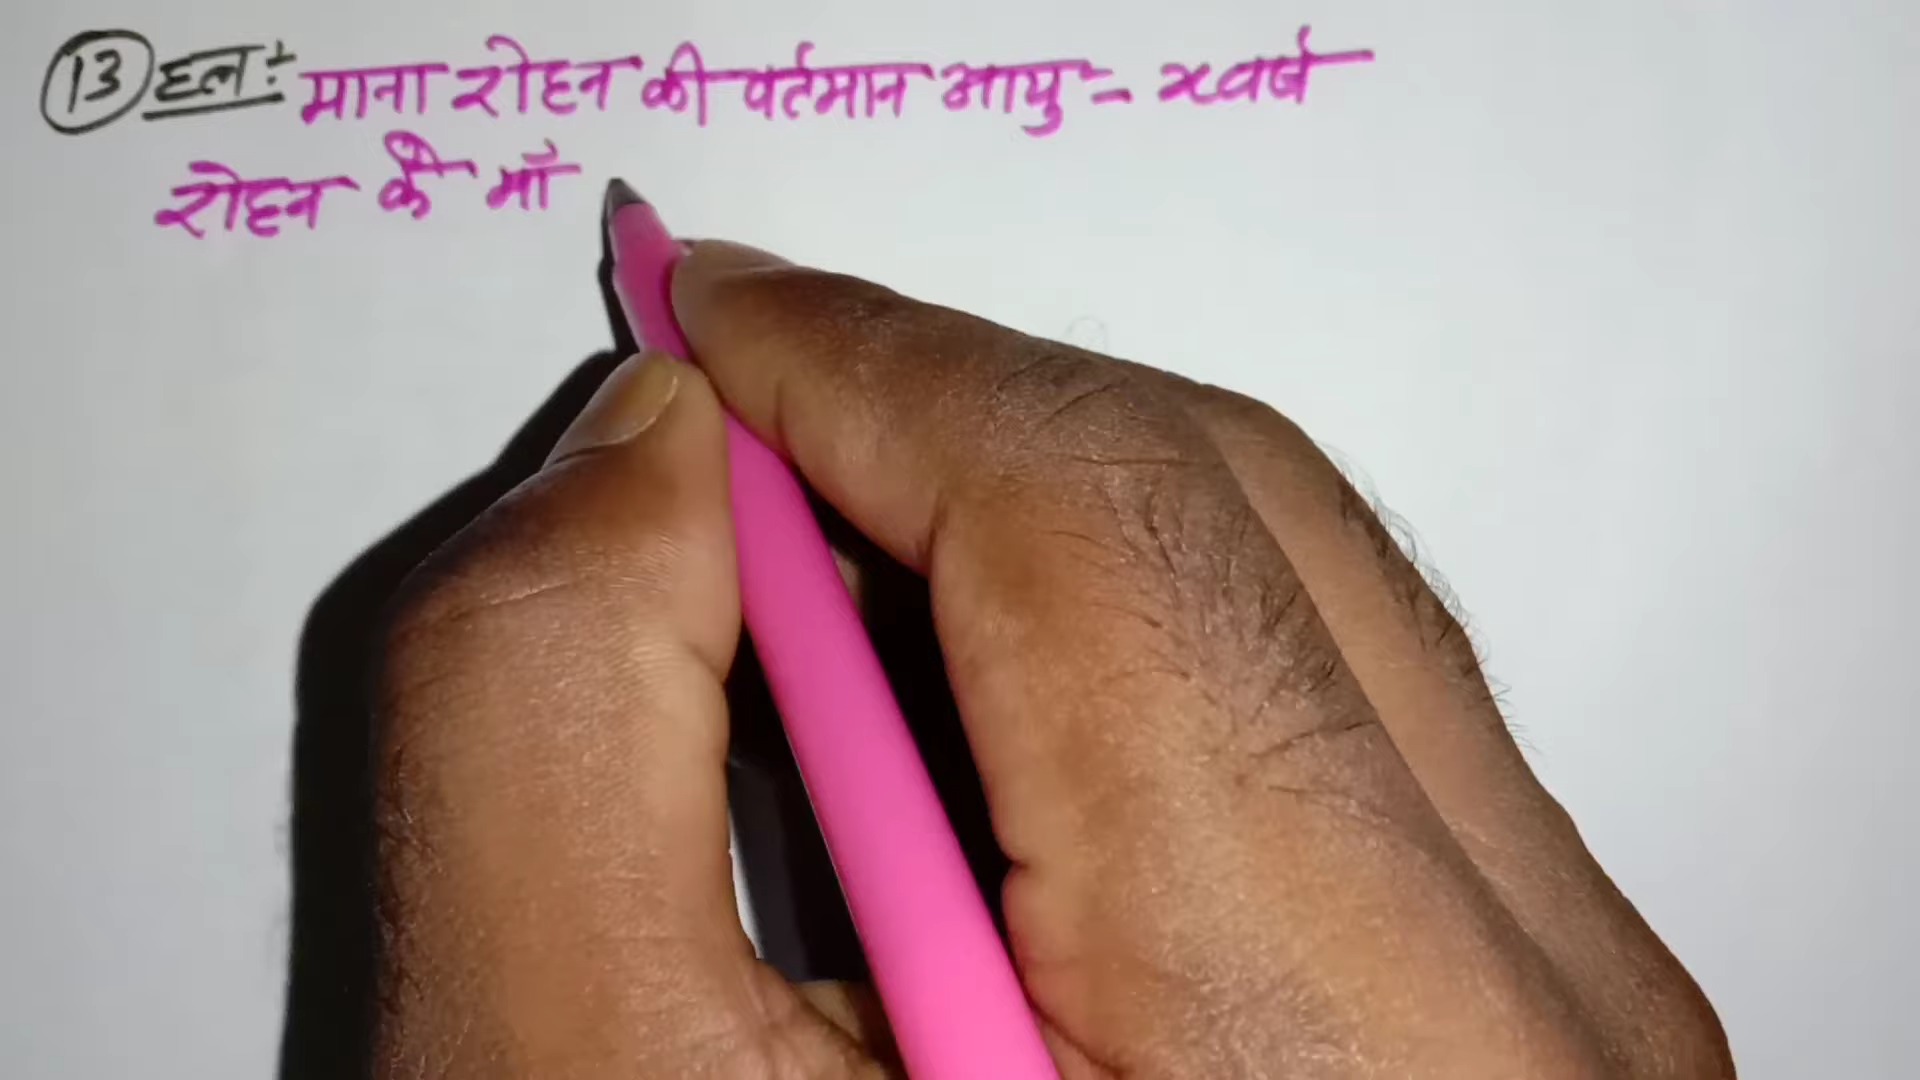 13 हल÷ माना रोहन की वर्तमान आयु = x वर्ष
रोहन के माँ